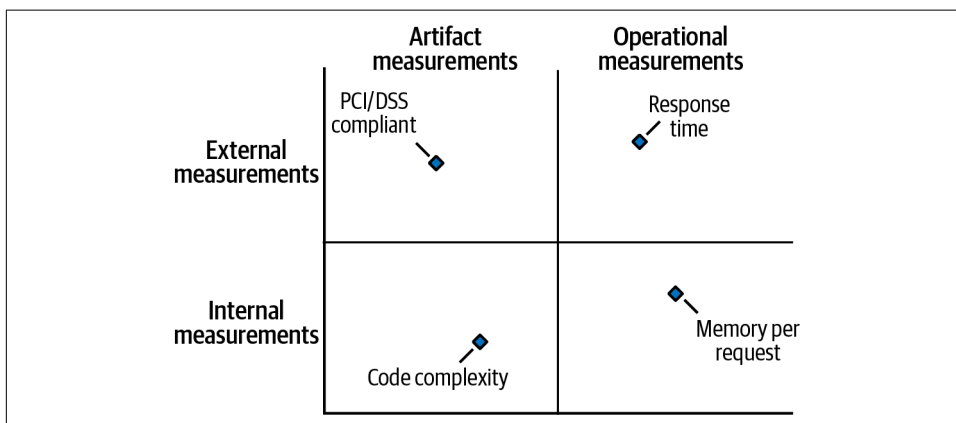 Artifact
measurements
Operational
measurements
PCI/DSS
compliant
Response
time
External
measurements
Internal
measurements
Memory per
request
Code complexity